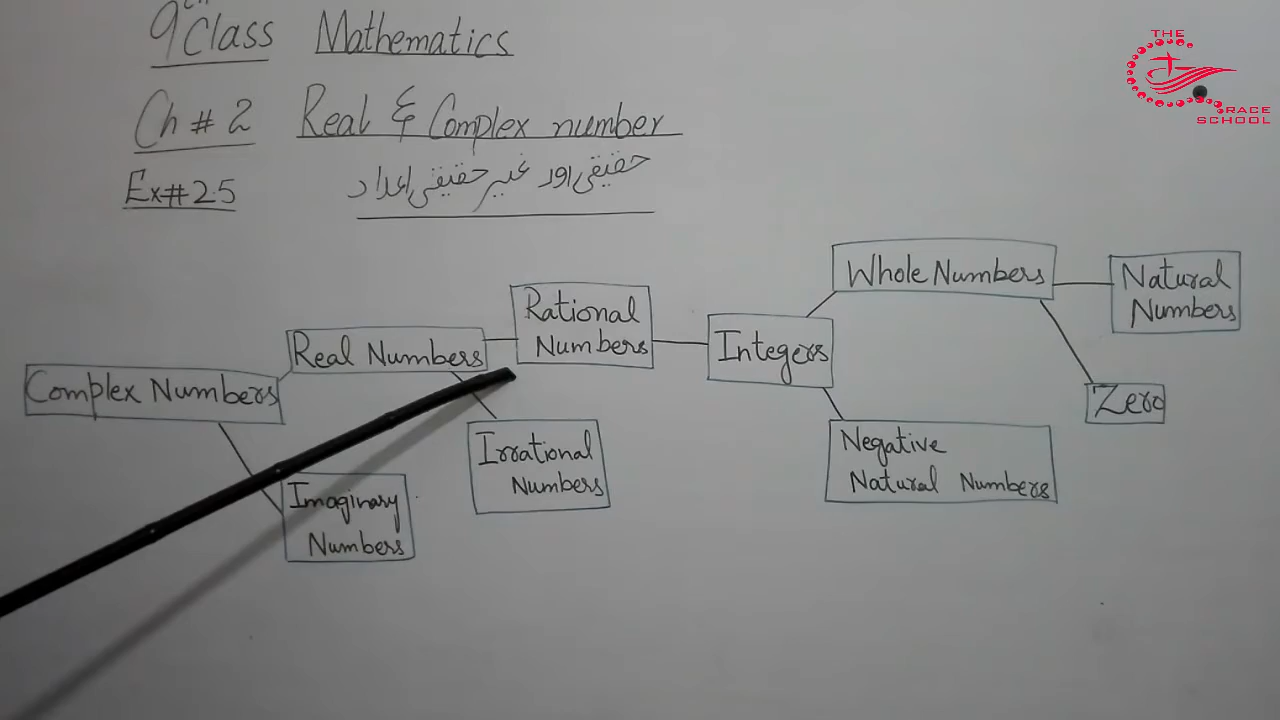 9th Class Mathematics
Ch # 2 Real & Complex number
Ex# 2.5 حقیقی اور غیر حقیقی اعداد
Complex Numbers
Real Numbers
Imaginary
Numbers
Rational
Numbers
Irrational
Numbers
Integers
Whole Numbers
Negative
Natural Numbers
Natural
Numbers
Zero
THE
GRACE
SCHOOL